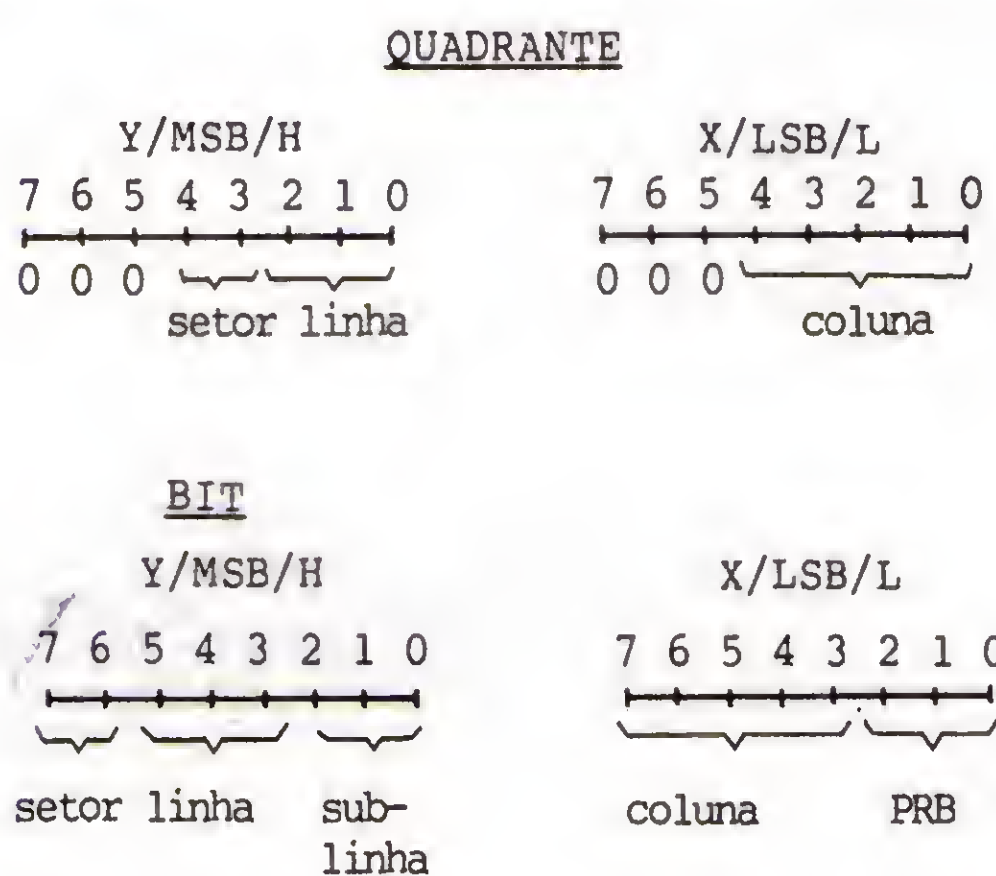 QUADRANTE
Y/MSB/H X/LSB/L
7 6 5 4 3 2 1 0 7 6 5 4 3 2 1 0
0 0 0 0 0 0
setor linha coluna
BIT
Y/MSB/H X/LSB/L
7 6 5 4 3 2 1 0 7 6 5 4 3 2 1 0
setor linha sub- coluna PRB
linha